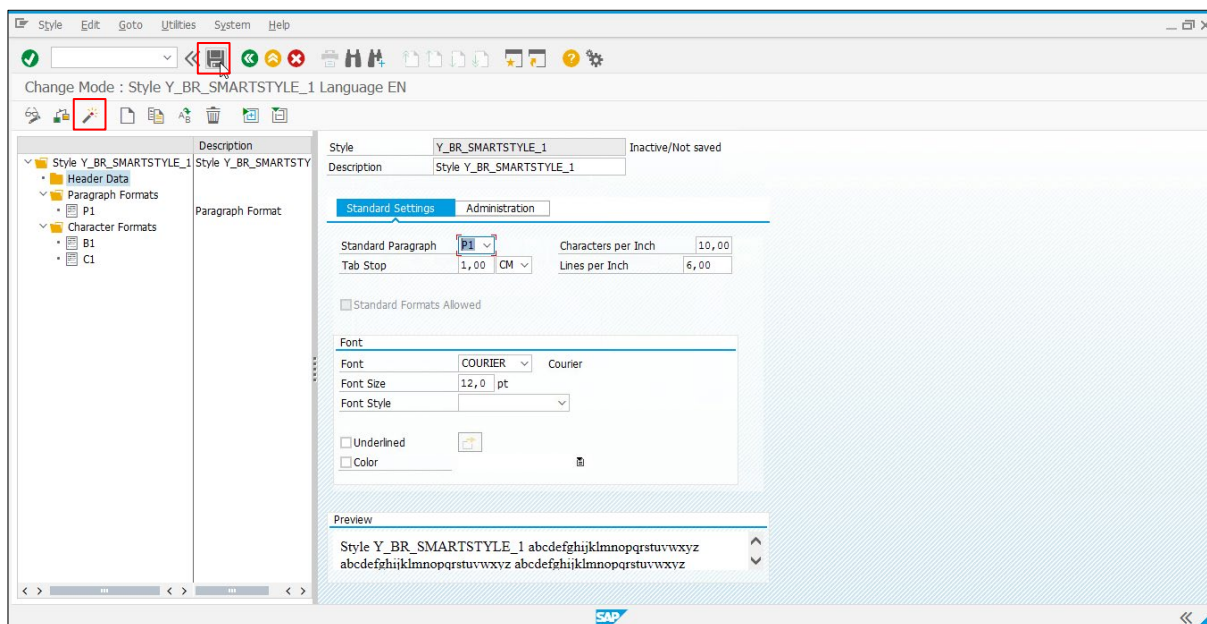 Style Edit Goto Utilities System Help
Change Mode : Style Y_BR_SMARTSTYLE_1 Language EN
Description
Style Y_BR_SMARTSTYLE_1 Style Y_BR_SMARTSTY
Header Data
Paragraph Formats
P1 Paragraph Format
Character Formats
B1
C1
Style Y_BR_SMARTSTYLE_1 Inactive/Not saved
Description Style Y_BR_SMARTSTYLE_1
Standard Settings Administration
Standard Paragraph P1 Characters per Inch 10,00
Tab Stop 1,00 CM Lines per Inch 6,00
Standard Formats Allowed
Font
Font COURIER Courier
Font Size 12,0 pt
Font Style
Underlined
Color
Preview
Style Y_BR_SMARTSTYLE_1 abcdefghijklmnopqrstuvwxyz
abcdefghijklmnopqrstuvwxyz abcdefghijklmnopqrstuvwxyz
SAP